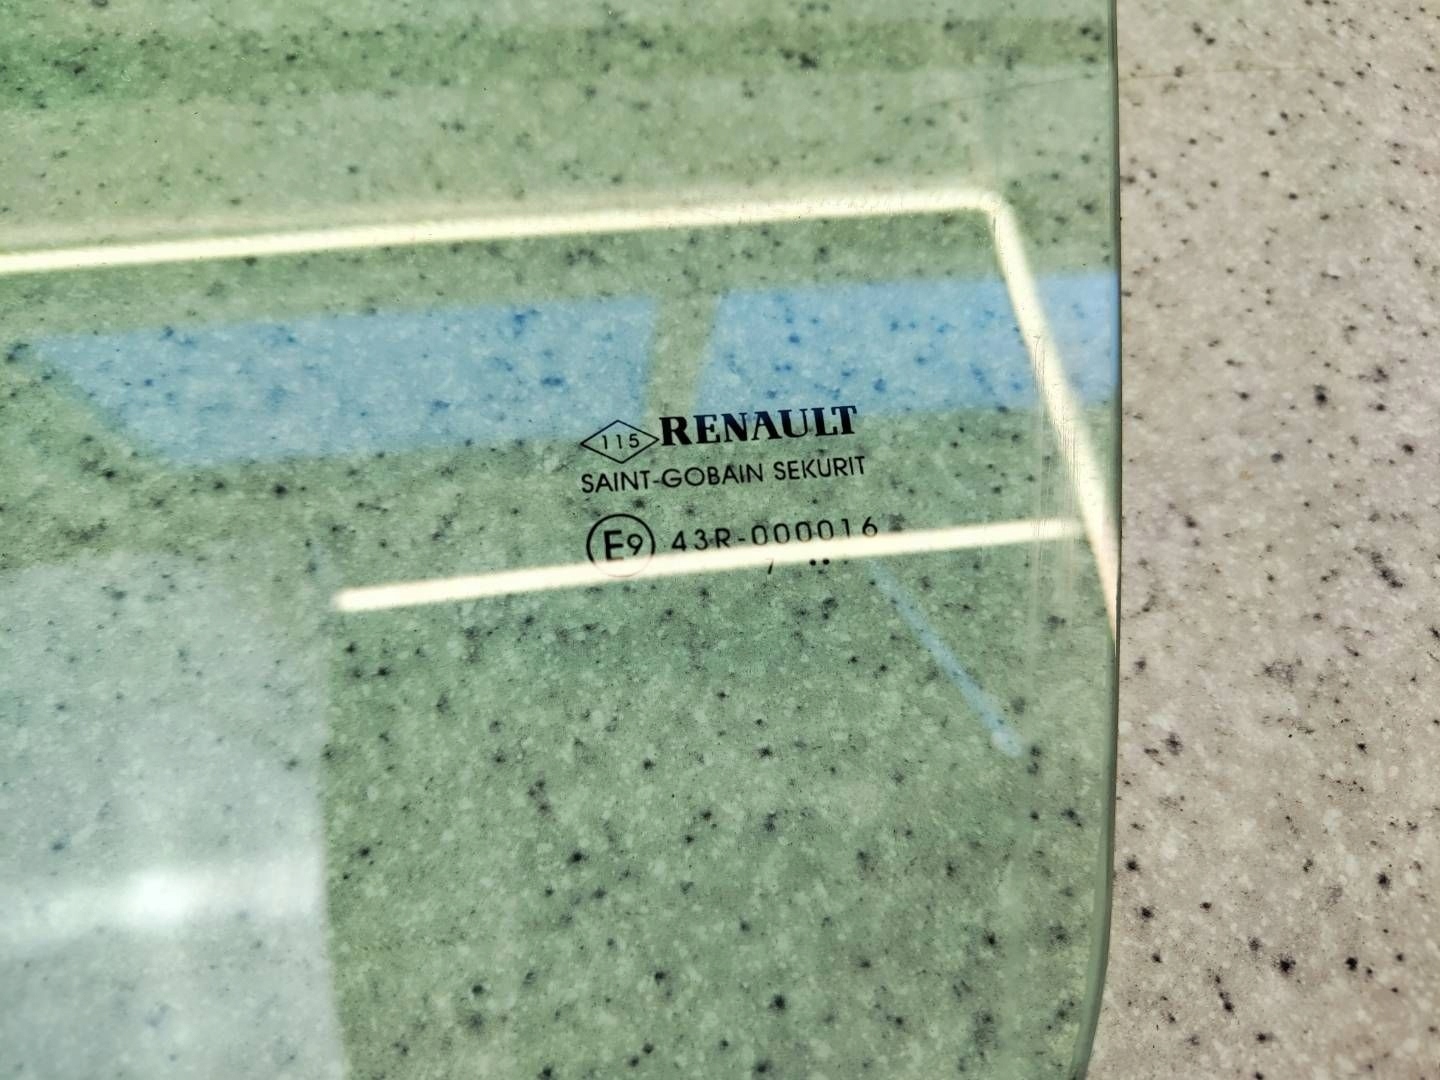 115 RENAULT
SAINT-GOBAIN SEKURIT
E9 43R-000016
/ ..